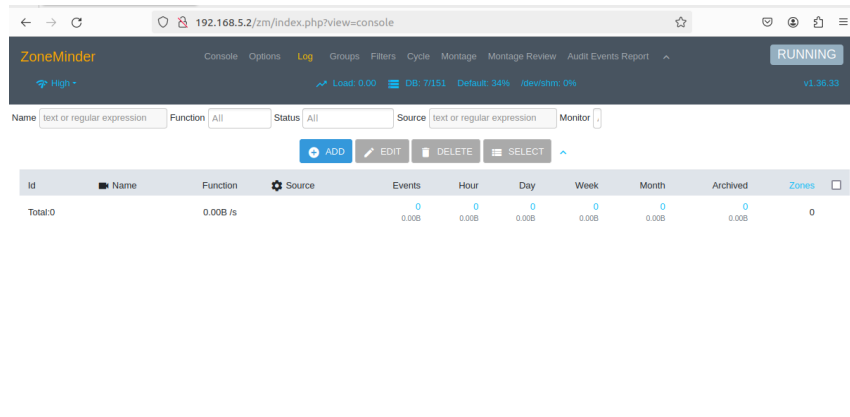 192.168.5.2/zm/index.php?view=console
ZoneMinder Console Options Log Groups Filters Cycle Montage Montage Review Audit Events Report RUNNING
High Load: 0.00 DB: 7/151 Default: 34% /dev/shm: 0% v1.36.33
Name text or regular expression Function All Status All Source text or regular expression Monitor
ADD EDIT DELETE SELECT
Id Name Function Source Events Hour Day Week Month Archived Zones
Total:0 0.00B /s 0 0 0 0 0 0 0
0.00B 0.00B 0.00B 0.00B 0.00B 0.00B